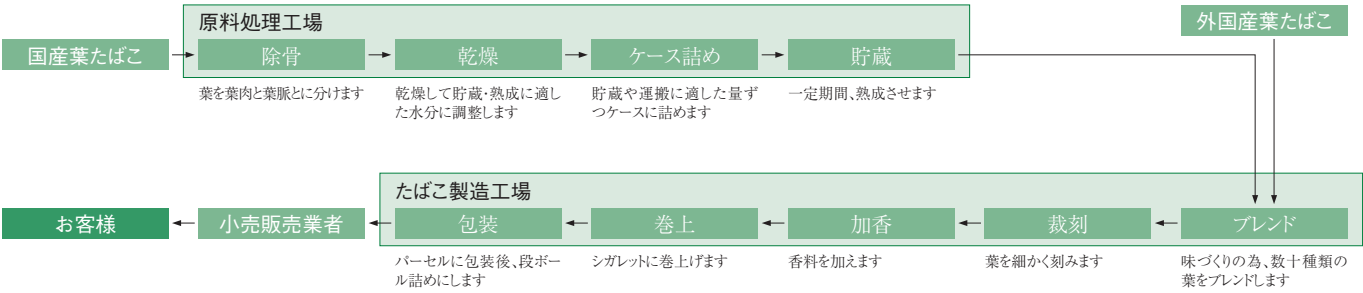 原料処理工場
国産葉たばこ
除骨
乾燥
ケース詰め
貯蔵
外国産葉たばこ
葉を葉肉と葉脈とに分けます
乾燥して貯蔵・熟成に適し
た水分に調整します
貯蔵や運搬に適した量ず
つケースに詰めます
一定期間、熟成させます
たばこ製造工場
お客様
小売販売業者
包装
巻上
加香
裁刻
ブレンド
パーセルに包装後、段ボー
ル詰めにします
シガレットに巻上げます
香料を加えます
葉を細かく刻みます
味づくりの為、数十種類の
葉をブレンドします